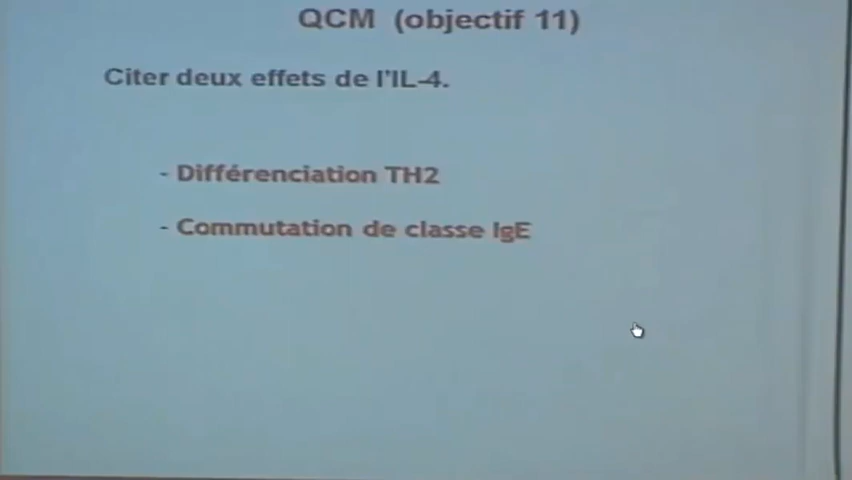 QCM (objectif 11)
Citer deux effets de l'IL-4.
- Différenciation TH2
- Commutation de classe IgE